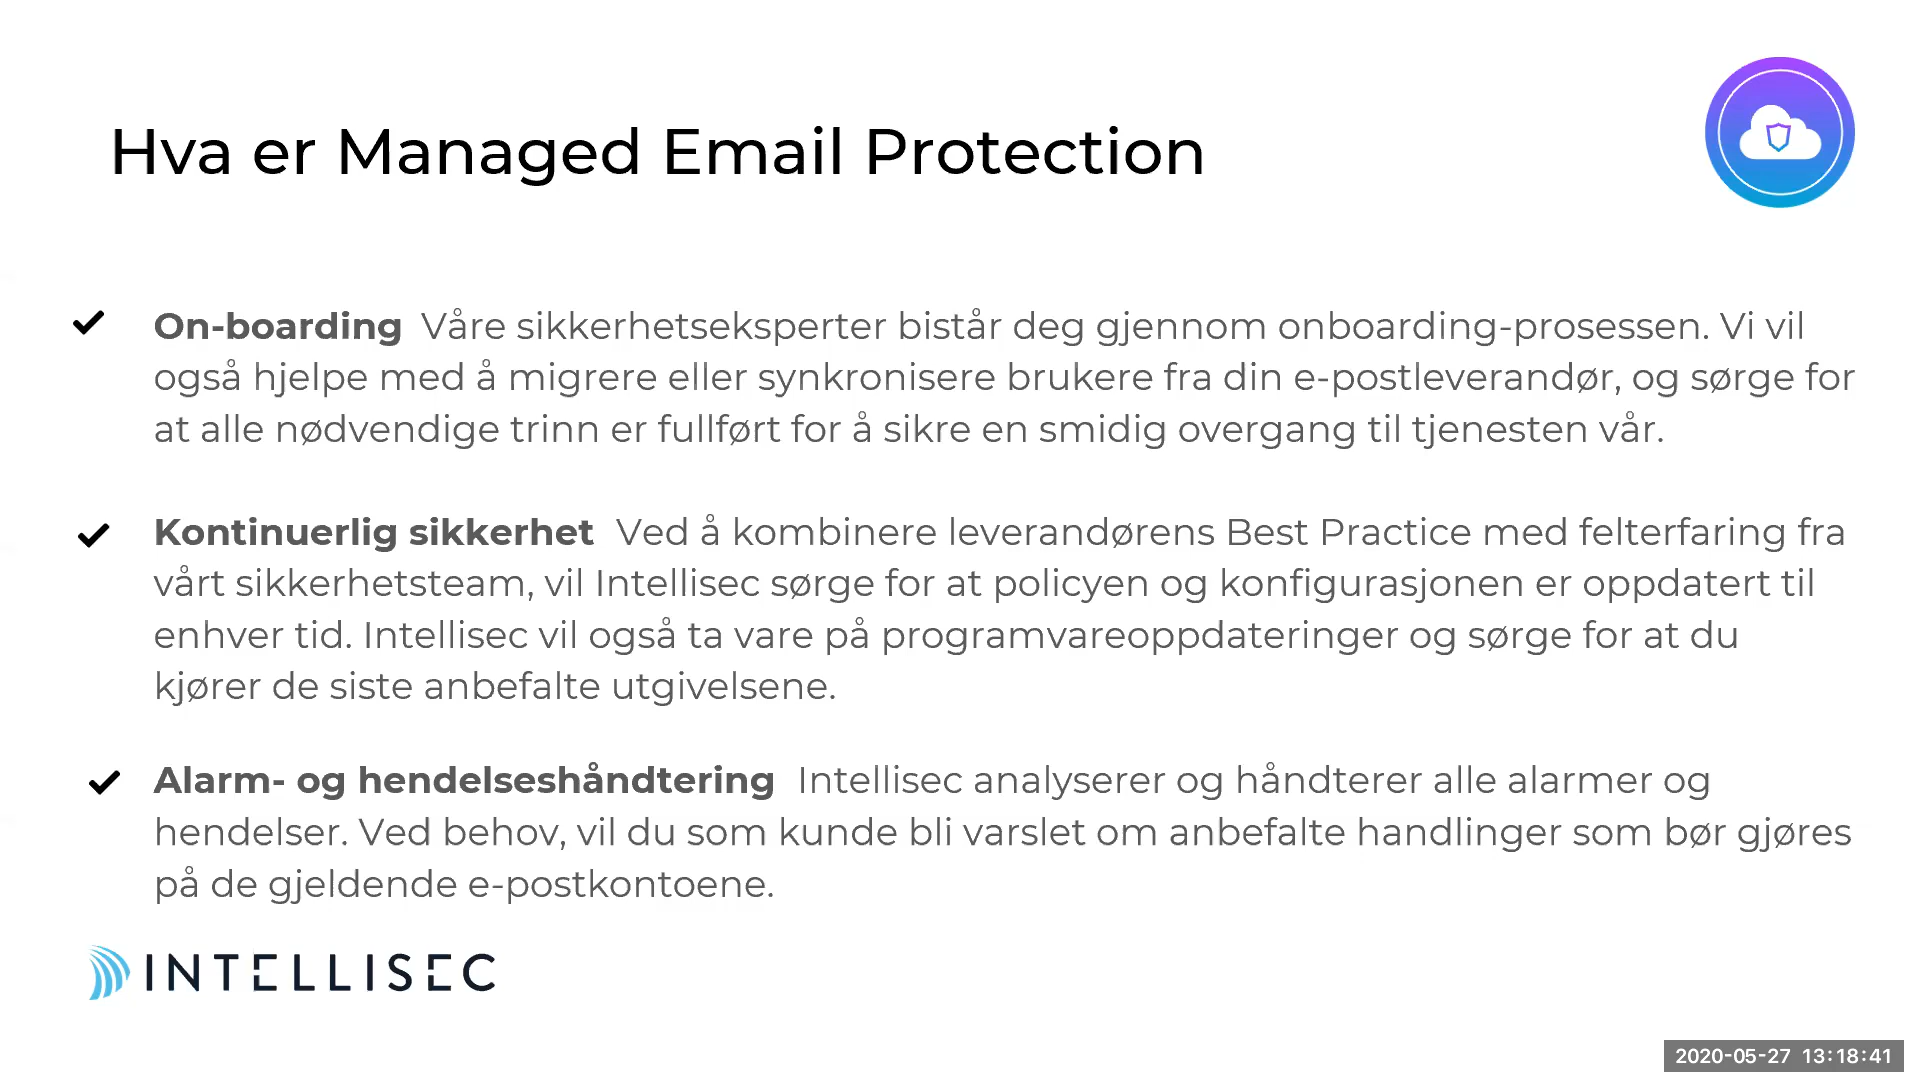 Hva er Managed Email Protection
On-boarding Våre sikkerhetseksperter bistår deg gjennom onboarding-prosessen. Vi vil
også hjelpe med å migrere eller synkronisere brukere fra din e-postleverandør, og sørge for
at alle nødvendige trinn er fullført for å sikre en smidig overgang til tjenesten vår.
Kontinuerlig sikkerhet Ved å kombinere leverandørens Best Practice med felterfaring fra
vårt sikkerhetsteam, vil Intellisec sørge for at policyen og konfigurasjonen er oppdatert til
enhver tid. Intellisec vil også ta vare på programvareoppdateringer og sørge for at du
kjører de siste anbefalte utgivelsene.
Alarm- og hendelseshåndtering Intellisec analyserer og håndterer alle alarmer og
hendelser. Ved behov, vil du som kunde bli varslet om anbefalte handlinger som bør gjøres
på de gjeldende e-postkontoene.
INTELLISEC
2020-05-27 13:18:41